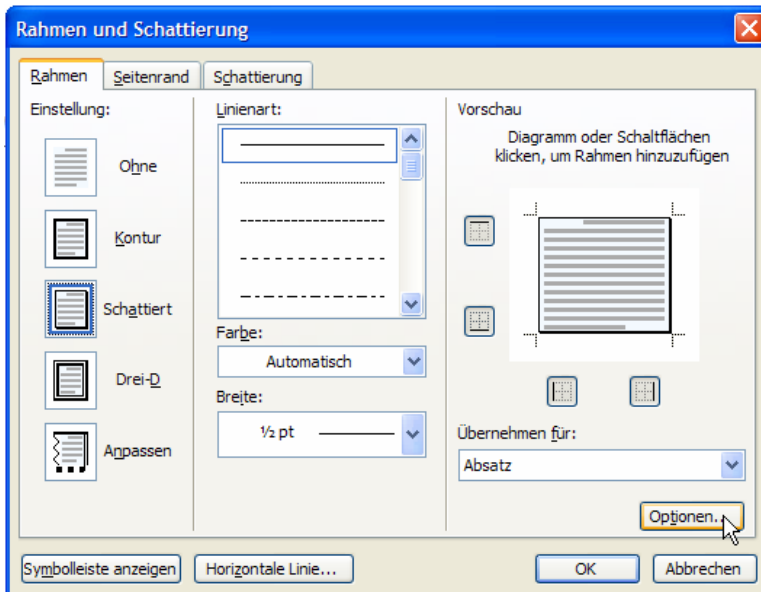 Rahmen und Schattierung
Rahmen
Seitenrand
Schattierung
Einstellung:
Ohne
Kontur
Schattiert
Drei-D
Anpassen
Linienart:
Farbe:
Automatisch
Breite:
½ pt
Vorschau
Diagramm oder Schaltflächen
klicken, um Rahmen hinzuzufügen
Übernehmen für:
Absatz
Optionen...
Symbolleiste anzeigen
Horizontale Linie...
OK
Abbrechen